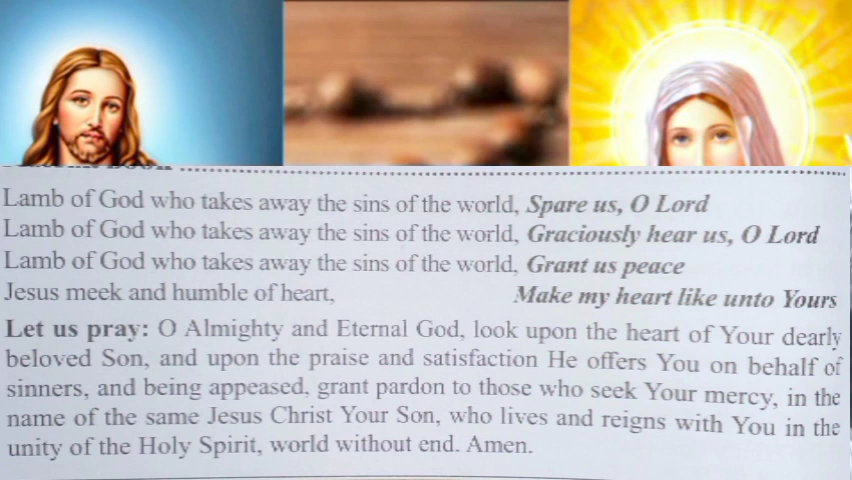 Lamb of God who takes away the sins of the world, Spare us, O Lord
Lamb of God who takes away the sins of the world, Graciously hear us, O Lord
Lamb of God who takes away the sins of the world, Grant us peace
Jesus meek and humble of heart, Make my heart like unto Yours
Let us pray: O Almighty and Eternal God, look upon the heart of Your dearly
beloved Son, and upon the praise and satisfaction He offers You on behalf of
sinners, and being appeased, grant pardon to those who seek Your mercy, in the
name of the same Jesus Christ Your Son, who lives and reigns with You in the
unity of the Holy Spirit, world without end. Amen.